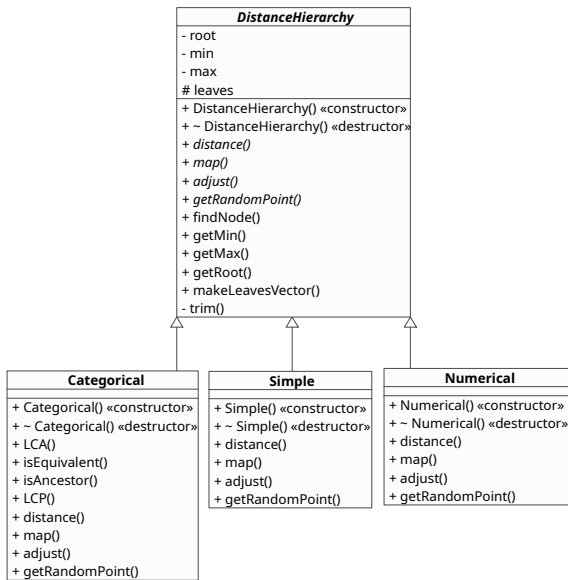 DistanceHierarchy
- root
- min
- max
# leaves
+ DistanceHierarchy() «constructor»
+ ~ DistanceHierarchy() «destructor»
+ distance()
+ map()
+ adjust()
+ getRandomPoint()
+ findNode()
+ getMin()
+ getMax()
+ getRoot()
+ makeLeavesVector()
- trim()
Categorical
+ Categorical() «constructor»
+ ~ Categorical() «destructor»
+ LCA()
+ isEquivalent()
+ isAncestor()
+ LCP()
+ distance()
+ map()
+ adjust()
+ getRandomPoint()
Simple
+ Simple() «constructor»
+ ~ Simple() «destructor»
+ distance()
+ map()
+ adjust()
+ getRandomPoint()
Numerical
+ Numerical() «constructor»
+ ~ Numerical() «destructor»
+ distance()
+ map()
+ adjust()
+ getRandomPoint()